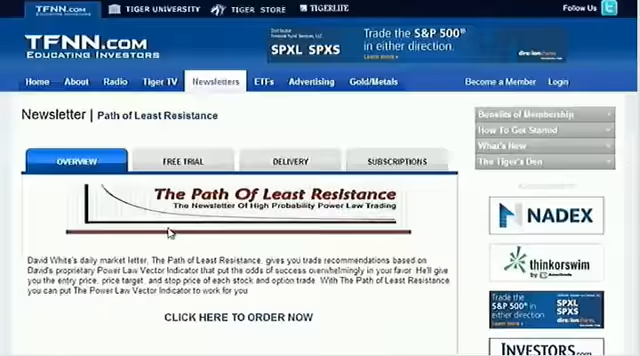 TFNN.COM
EDUCATING INVESTORS
TIGER UNIVERSITY
TIGER STORE
TIGERLIFE
Follow Us
TFNN.COM
EDUCATING INVESTORS
SPXL SPXS
Trade the S&P 500®
in either direction.
Learn more ›
Home About Radio Tiger TV Newsletters ETFs Advertising Gold/Metals Become a Member Login
Newsletter | Path of Least Resistance
Benefits of Membership
How To Get Started
What's New
The Tiger's Den
OVERVIEW FREE TRIAL DELIVERY SUBSCRIPTIONS
The Path Of Least Resistance
The Newsletter Of High Probability Power Law Trading
NADEX
thinkorswim
David White's daily market letter, The Path of Least Resistance, gives you trade recommendations based on
David's proprietary Power Law Vector Indicator that put the odds of success overwhelmingly in your favor. He'll give
you the entry price, price target, and stop price of each stock and option trade. With The Path of Least Resistance
you can put The Power Law Vector Indicator to work for you
CLICK HERE TO ORDER NOW
Trade the
S&P 500®
in either
direction.
Learn more ›
SPXL
SPXS
INVESTORS.com